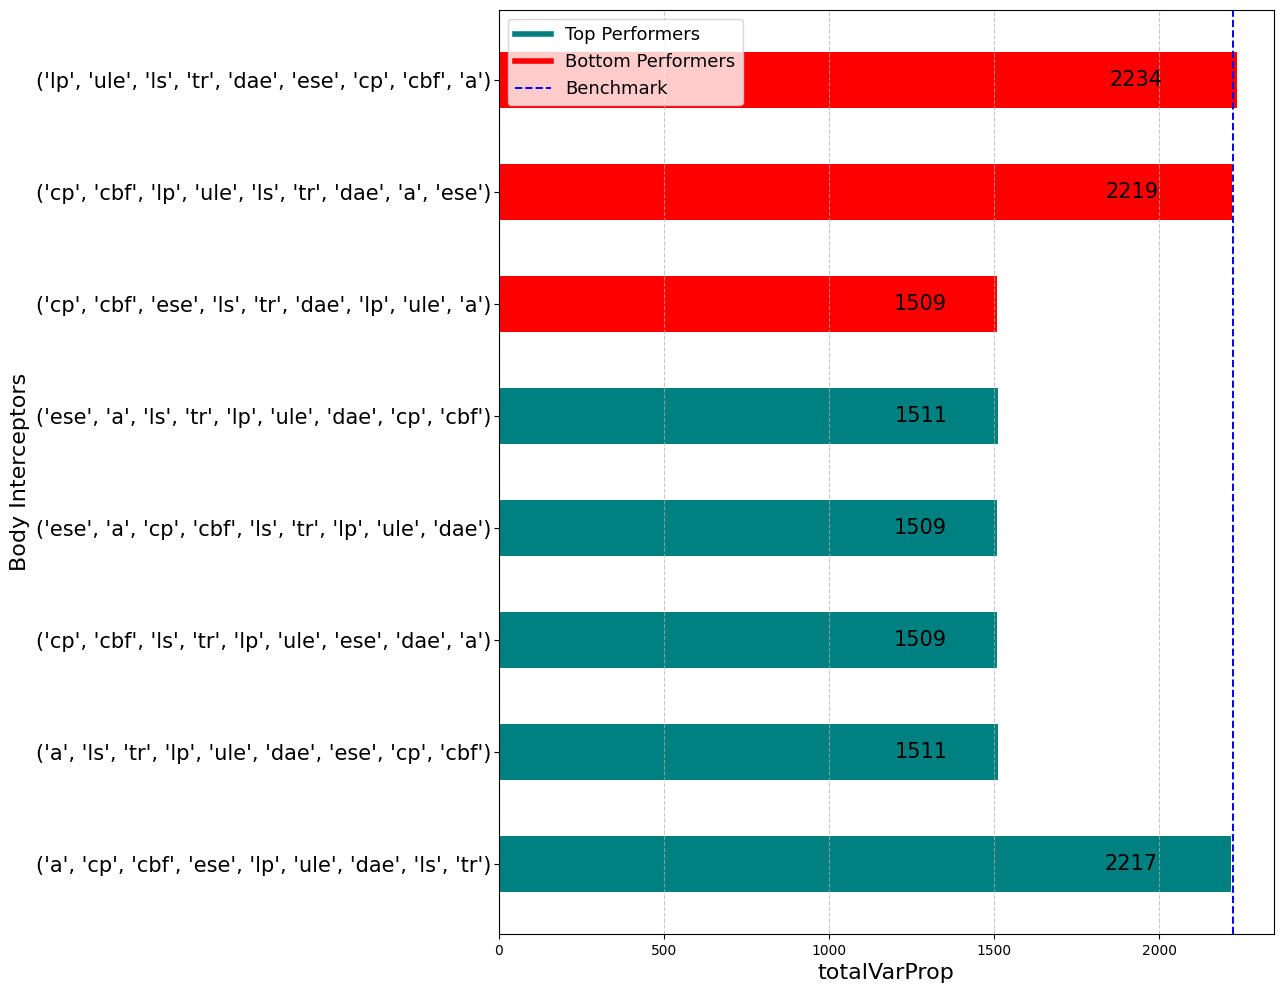 Top Performers
Bottom Performers
Benchmark
('lp', 'ule', 'ls', 'tr', 'dae', 'ese', 'cp', 'cbf', 'a')
2234
('cp', 'cbf', 'lp', 'ule', 'ls', 'tr', 'dae', 'a', 'ese')
2219
('cp', 'cbf', 'ese', 'ls', 'tr', 'dae', 'lp', 'ule', 'a')
1509
('ese', 'a', 'ls', 'tr', 'lp', 'ule', 'dae', 'cp', 'cbf')
1511
('ese', 'a', 'cp', 'cbf', 'ls', 'tr', 'lp', 'ule', 'dae')
1509
('cp', 'cbf', 'ls', 'tr', 'lp', 'ule', 'ese', 'dae', 'a')
1509
('a', 'ls', 'tr', 'lp', 'ule', 'dae', 'ese', 'cp', 'cbf')
1511
('a', 'cp', 'cbf', 'ese', 'lp', 'ule', 'dae', 'ls', 'tr')
2217
Body Interceptors
0 500 1000 1500 2000
totalVarProp